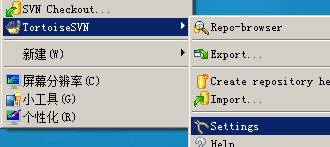 SVN Checkout...
TortoiseSVN
新建(W)
屏幕分辨率(C)
小工具(G)
个性化(R)
Repo-browser
Export...
Create repository he
Import...
Settings
Help